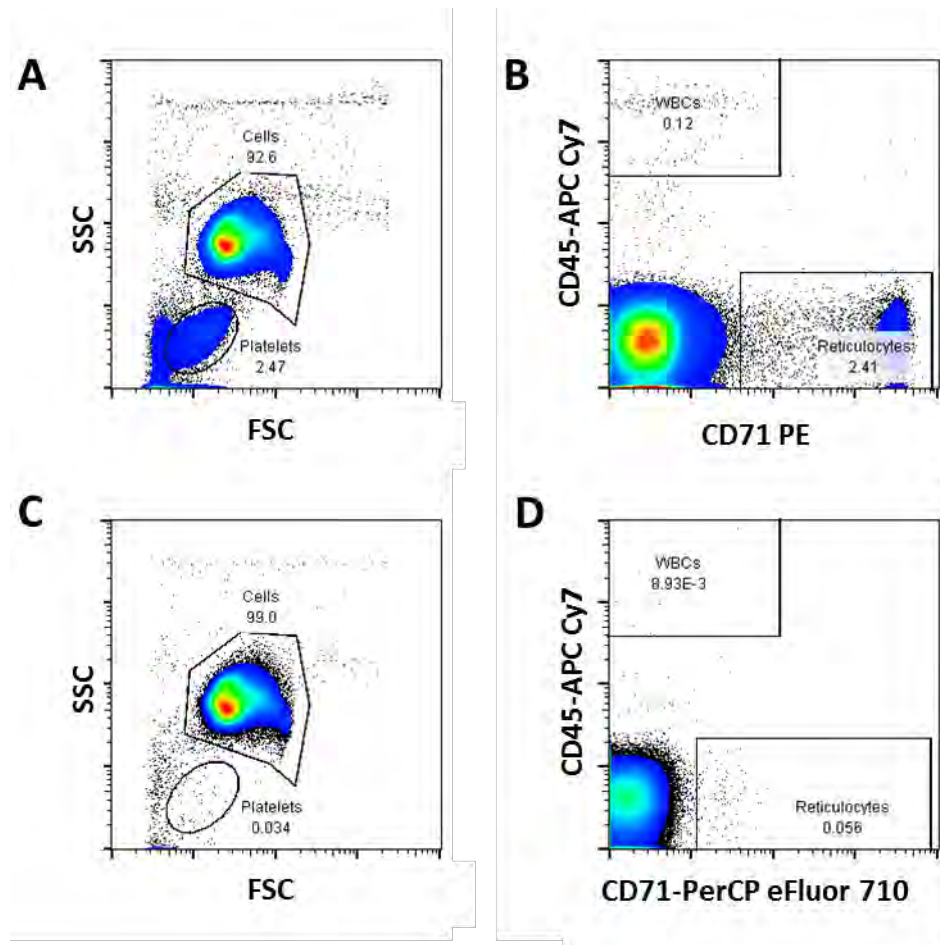 A
SSC
Cells
92.6
Platelets
2.47
FSC
B
CD45-APC Cy7
WBCs
0.12
Reticulocytes
2.41
CD71 PE
C
SSC
Cells
99.0
Platelets
0.034
FSC
D
CD45-APC Cy7
WBCs
8.93E-3
Reticulocytes
0.056
CD71-PerCP eFluor 710